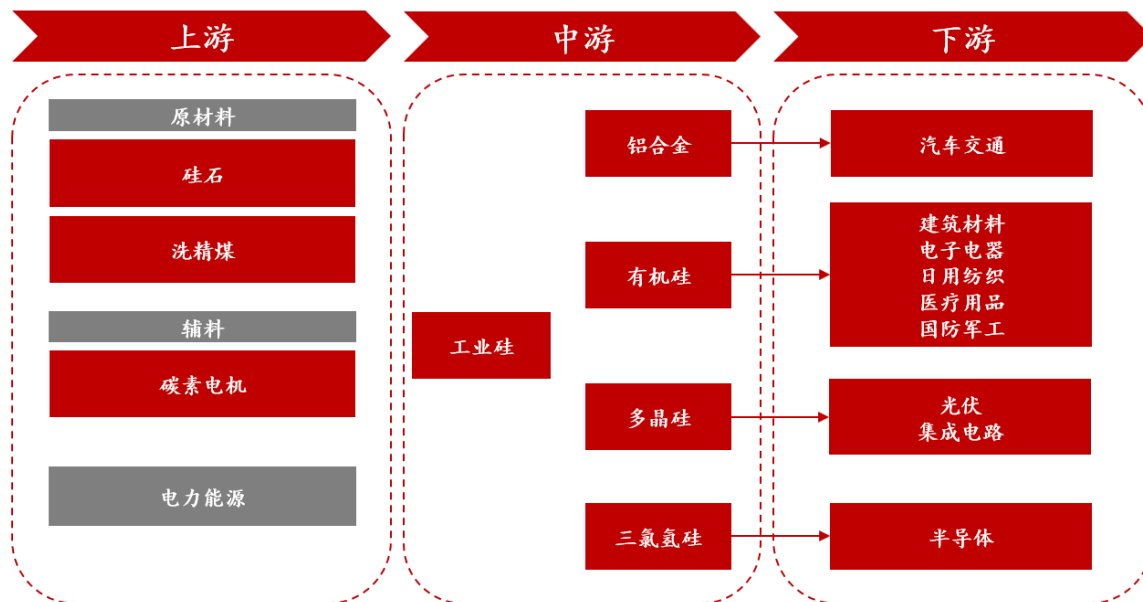 上游
中游
下游
原材料
硅石
洗精煤
辅料
碳素电机
电力能源
工业硅
铝合金
有机硅
多晶硅
三氯氢硅
汽车交通
建筑材料
电子电器
日用纺织
医疗用品
国防军工
光伏
集成电路
半导体